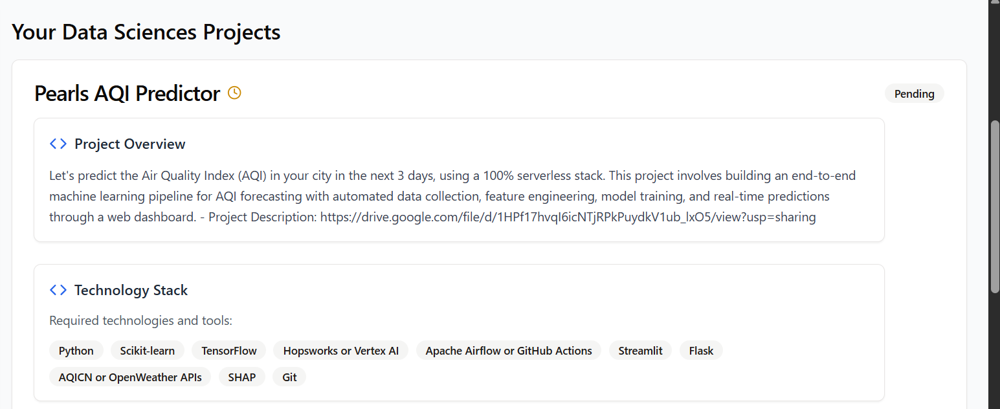 Your Data Sciences Projects
Pearls AQI Predictor
Pending
Project Overview
Let's predict the Air Quality Index (AQI) in your city in the next 3 days, using a 100% serverless stack. This project involves building an end-to-end
machine learning pipeline for AQI forecasting with automated data collection, feature engineering, model training, and real-time predictions
through a web dashboard. - Project Description: https://drive.google.com/file/d/1HPf17hvqI6icNTjRPkPuydkV1ub_lxO5/view?usp=sharing
Technology Stack
Required technologies and tools:
Python Scikit-learn TensorFlow Hopsworks or Vertex AI Apache Airflow or GitHub Actions Streamlit Flask
AQICN or OpenWeather APIs SHAP Git